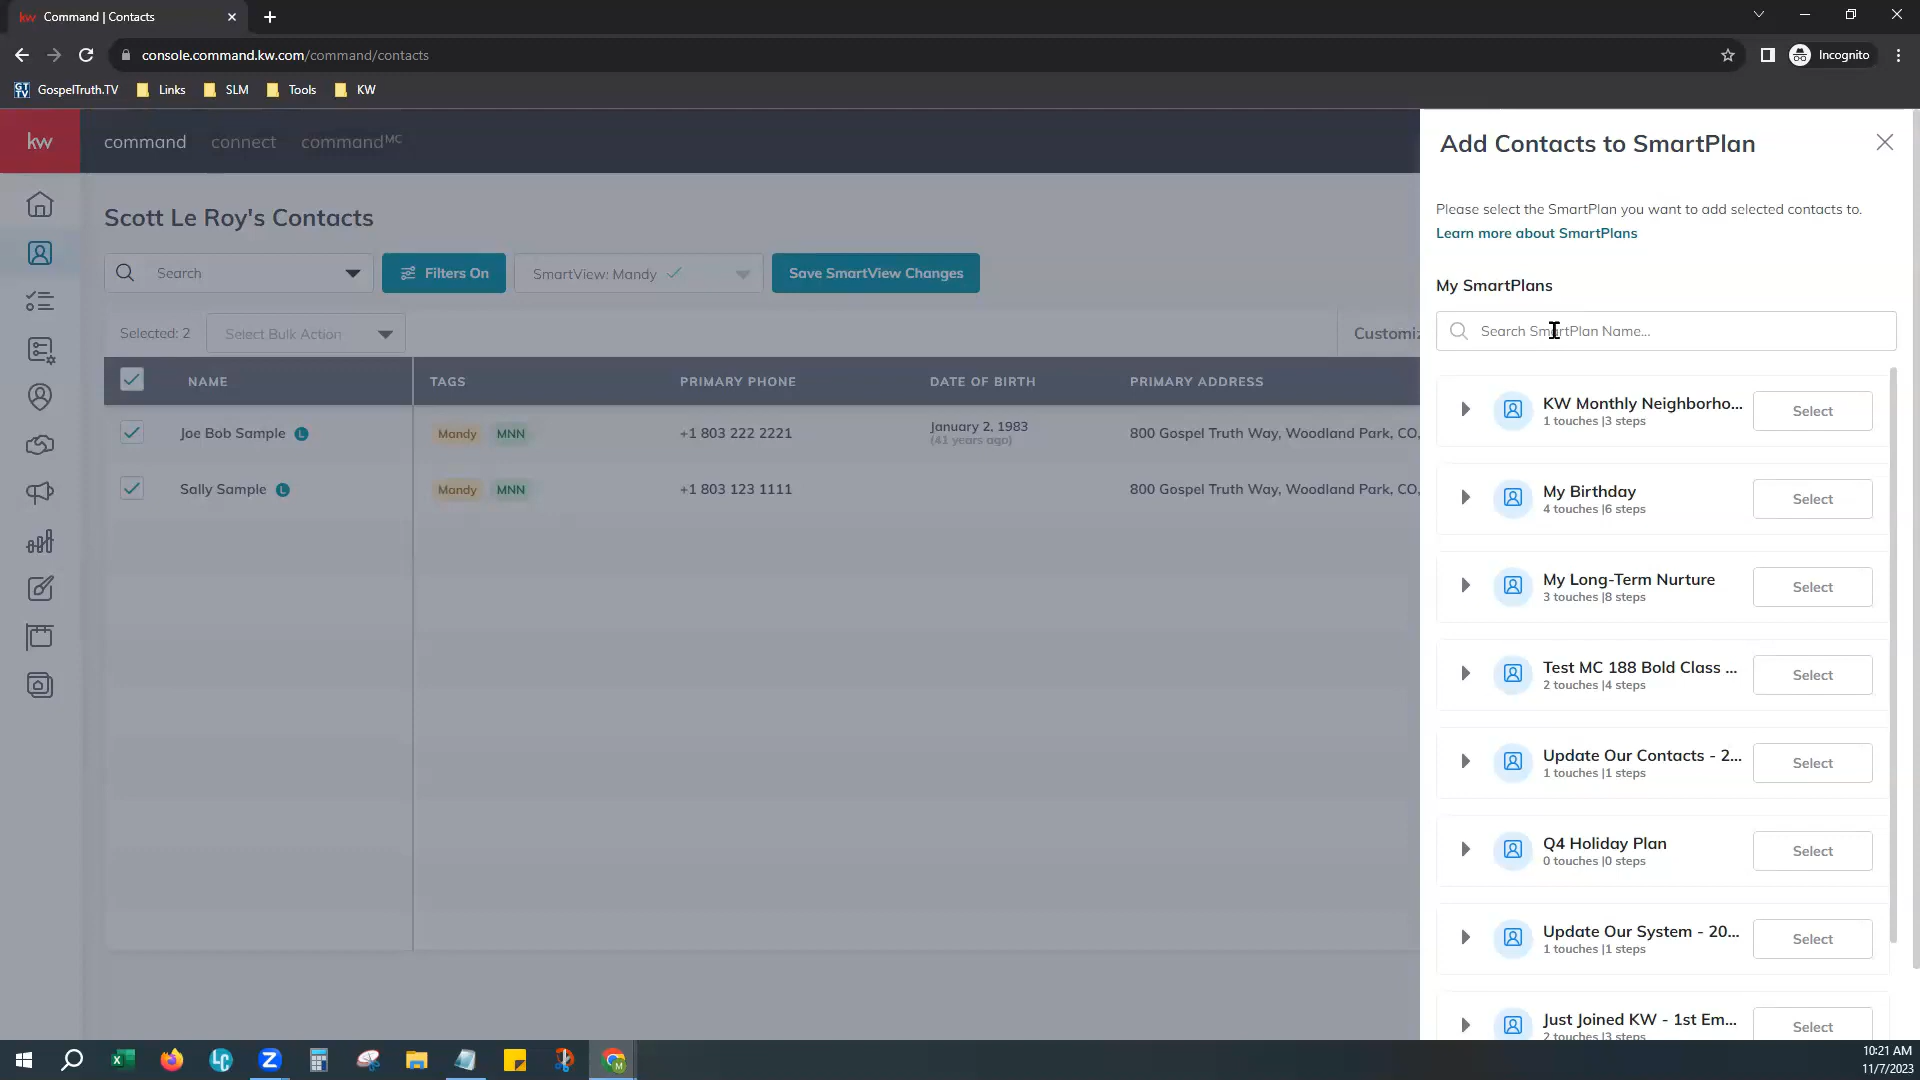 kw Command | Contacts
console.command.kw.com/command/contacts
Incognito
GT TV GospelTruth.TV Links SLM Tools KW
kw command connect commandMC
Scott Le Roy's Contacts
Search Filters On SmartView: Mandy Save SmartView Changes
Selected: 2 Select Bulk Action Customiz
NAME TAGS PRIMARY PHONE DATE OF BIRTH PRIMARY ADDRESS
Joe Bob Sample L Mandy MNN +1 803 222 2221 January 2, 1983 800 Gospel Truth Way, Woodland Park, CO,
(41 years ago)
Sally Sample L Mandy MNN +1 803 123 1111 800 Gospel Truth Way, Woodland Park, CO,
Add Contacts to SmartPlan
Please select the SmartPlan you want to add selected contacts to.
Learn more about SmartPlans
My SmartPlans
Search SmartPlan Name...
KW Monthly Neighborho... Select
1 touches |3 steps
My Birthday Select
4 touches |6 steps
My Long-Term Nurture Select
3 touches |8 steps
Test MC 188 Bold Class ... Select
2 touches |4 steps
Update Our Contacts - 2... Select
1 touches |1 steps
Q4 Holiday Plan Select
0 touches |0 steps
Update Our System - 20... Select
1 touches |1 steps
Just Joined KW - 1st Em... Select
2 touches |3 steps
LC Z M
10:21 AM
11/7/2023